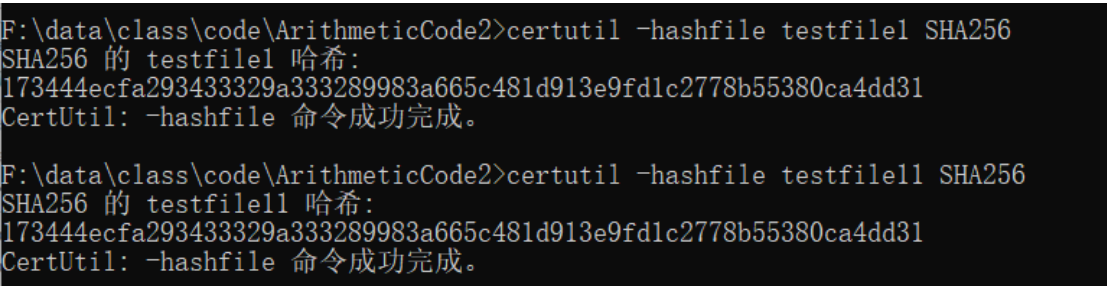 F:\data\class\code\ArithmeticCode2>certutil -hashfile testfile1 SHA256
SHA256 的 testfile1 哈希:
173444ecfa293433329a333289983a665c481d913e9fd1c2778b55380ca4dd31
CertUtil: -hashfile 命令成功完成。
F:\data\class\code\ArithmeticCode2>certutil -hashfile testfile11 SHA256
SHA256 的 testfile11 哈希:
173444ecfa293433329a333289983a665c481d913e9fd1c2778b55380ca4dd31
CertUtil: -hashfile 命令成功完成。